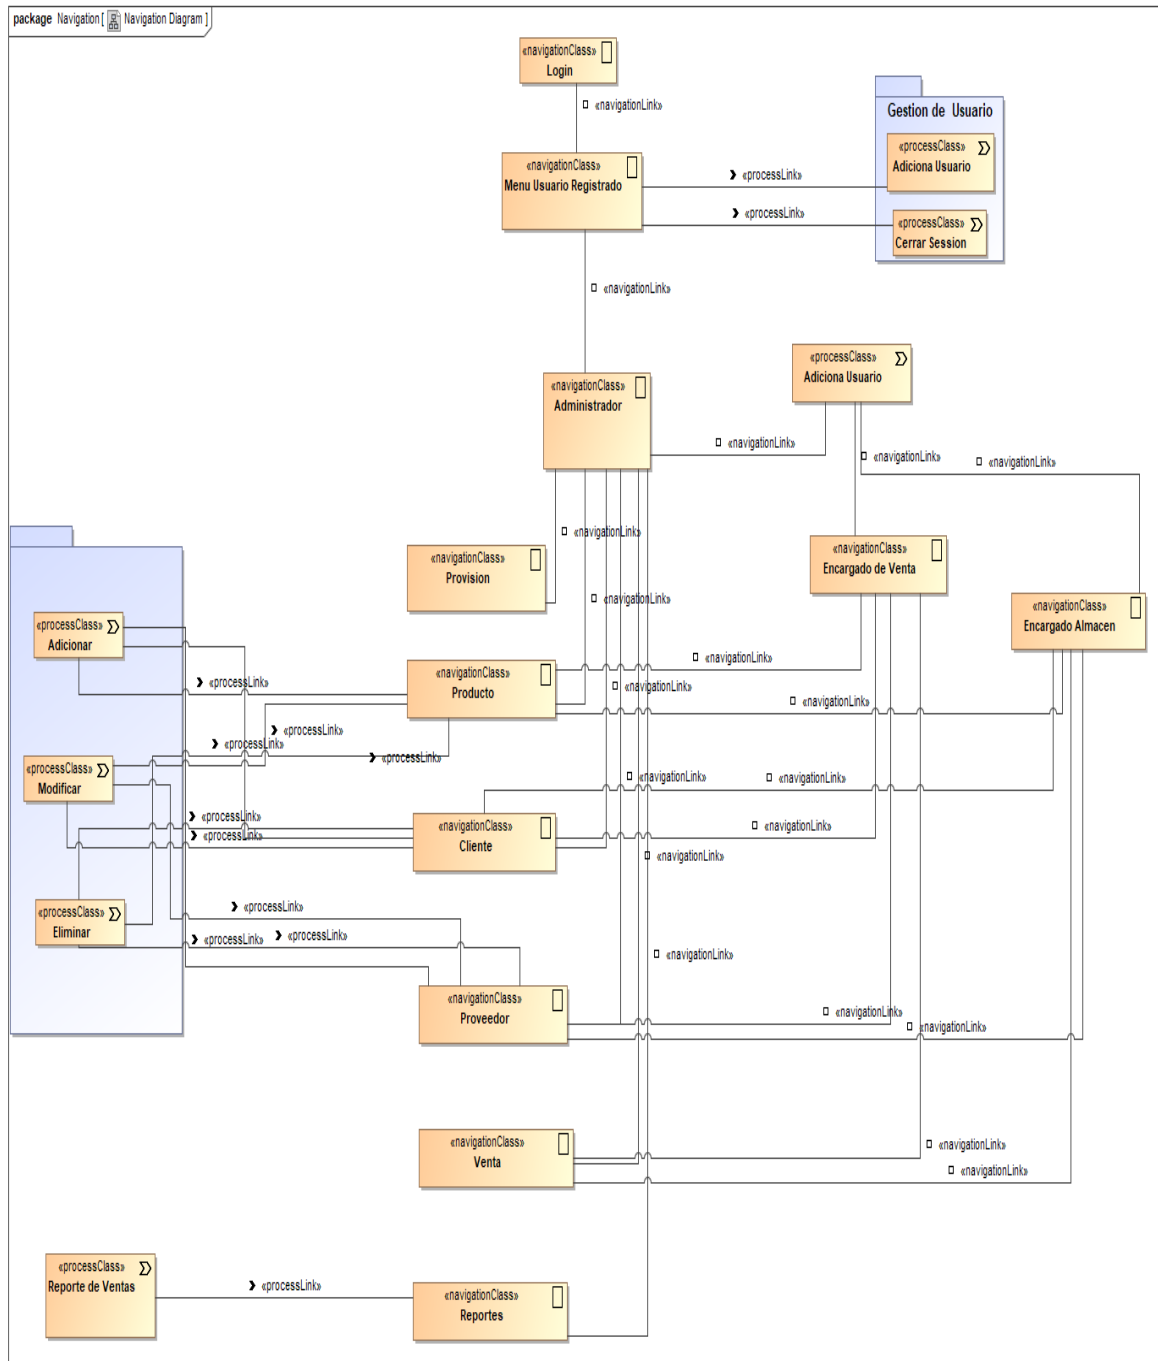 package Navigation [ Navigation Diagram ]
«navigationClass»
Login
«navigationLink»
Gestion de Usuario
«processClass»
Adiciona Usuario
«navigationClass»
Menu Usuario Registrado
«processLink»
«processLink»
«processClass»
Cerrar Session
«navigationLink»
«processClass»
Adiciona Usuario
«navigationClass»
Administrador
«navigationLink»
«navigationLink»
«navigationLink»
«navigationLink»
«navigationClass»
Provision
«navigationClass»
Encargado de Venta
«navigationLink»
«navigationClass»
Encargado Almacen
«processClass»
Adicionar
«navigationLink»
«navigationClass»
Producto
«processLink»
«navigationLink»
«navigationLink»
«processLink»
«processLink»
«processLink»
«processClass»
Modificar
«navigationLink»
«navigationLink»
«processLink»
«processLink»
«navigationClass»
Cliente
«navigationLink»
«navigationLink»
«processClass»
Eliminar
«processLink»
«processLink»
«processLink»
«navigationLink»
«navigationClass»
Proveedor
«navigationLink»
«navigationLink»
«navigationClass»
Venta
«navigationLink»
«navigationLink»
«processClass»
Reporte de Ventas
«processLink»
«navigationClass»
Reportes